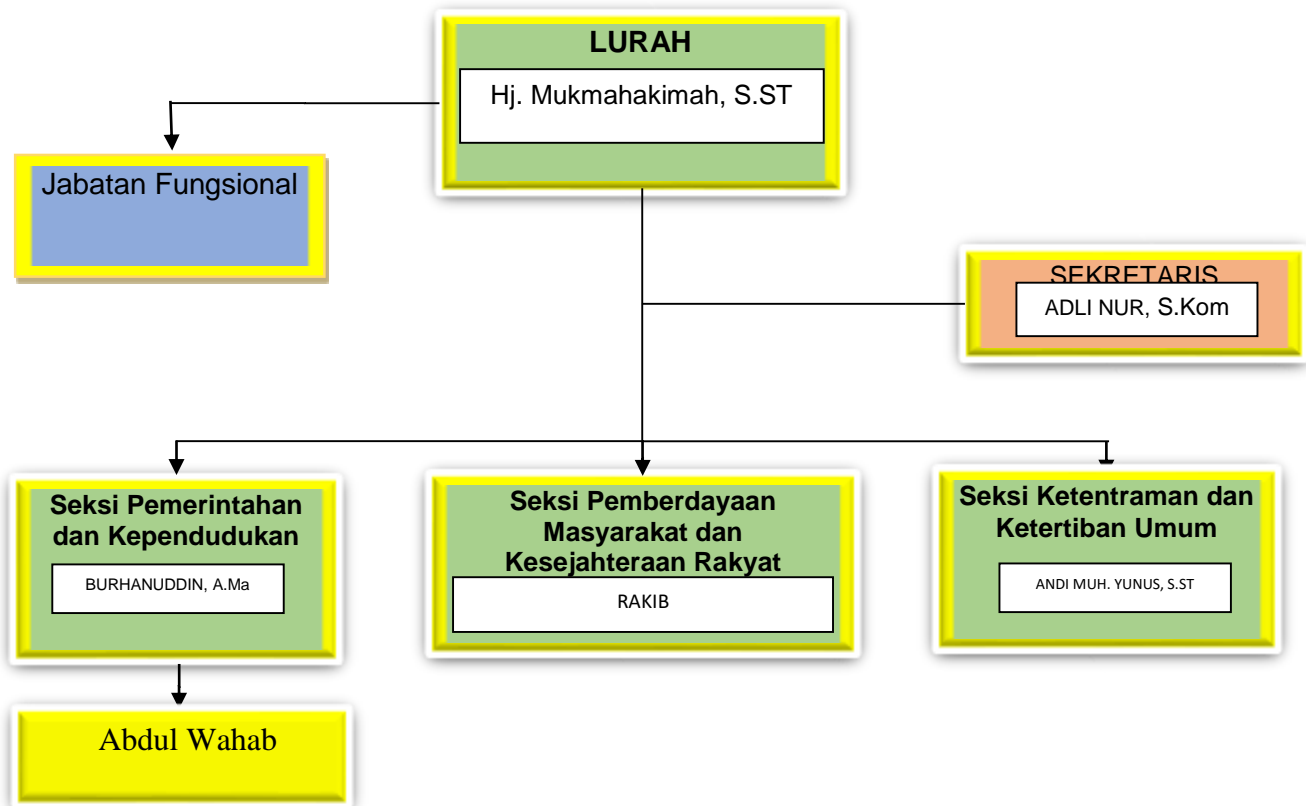 LURAH
Hj. Mukmahakimah, S.ST
Jabatan Fungsional
SEKRETARIS
ADLI NUR, S.Kom
Seksi Pemerintahan
dan Kependudukan
BURHANUDDIN, A.Ma
Seksi Pemberdayaan
Masyarakat dan
Kesejahteraan Rakyat
RAKIB
Seksi Ketentraman dan
Ketertiban Umum
ANDI MUH. YUNUS, S.ST
Abdul Wahab